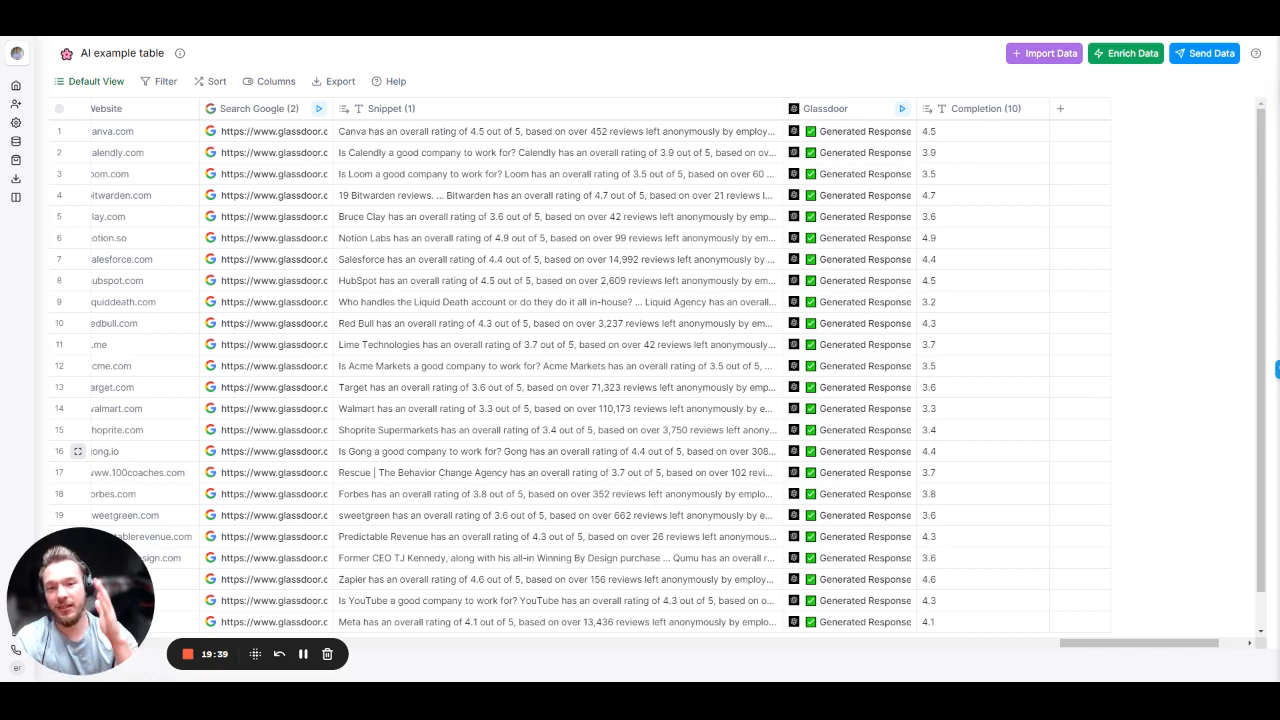 AI example table
Import Data
Enrich Data
Send Data
Default View
Filter
Sort
Columns
Export
Help
Website Search Google (2) Snippet (1) Glassdoor Completion (10)
1 anva.com https://www.glassdoor.c Canva has an overall rating of 4.5 out of 5, based on over 452 reviews left anonymously by employ... Generated Response 4.5
2 alendly.com https://www.glassdoor.c Is Calendly a good company to work for? Calendly has an overall rating of 3.9 out of 5, based on ov... Generated Response 3.9
3 oom.com https://www.glassdoor.c Is Loom a good company to work for? Loom has an overall rating of 3.5 out of 5, based on over 60 ... Generated Response 3.5
4 bitwarden.com https://www.glassdoor.c 19 Bitwarden reviews. ... Bitwarden has an overall rating of 4.7 out of 5, based on over 21 reviews l... Generated Response 4.7
5 lay.com https://www.glassdoor.c Bruce Clay has an overall rating of 3.6 out of 5, based on over 42 reviews left anonymously by emp... Generated Response 3.6
6 otion.so https://www.glassdoor.c Notion Labs has an overall rating of 4.9 out of 5, based on over 99 reviews left anonymously by em... Generated Response 4.9
7 alesforce.com https://www.glassdoor.c Salesforce has an overall rating of 4.4 out of 5, based on over 14,992 reviews left anonymously by ... Generated Response 4.4
8 ubspot.com https://www.glassdoor.c HubSpot has an overall rating of 4.5 out of 5, based on over 2,609 reviews left anonymously by em... Generated Response 4.5
9 quiddeath.com https://www.glassdoor.c Who handles the Liquid Death account or do they do it all in-house? ... Liquid Agency has an overall... Generated Response 3.2
10 edbull.com https://www.glassdoor.c Red Bull has an overall rating of 4.3 out of 5, based on over 3,237 reviews left anonymously by em... Generated Response 4.3
11 .me https://www.glassdoor.c Lime Technologies has an overall rating of 3.7 out of 5, based on over 42 reviews left anonymously... Generated Response 3.7
12 cme.com https://www.glassdoor.c Is Acme Markets a good company to work for? Acme Markets has an overall rating of 3.5 out of 5, ... Generated Response 3.5
13 arget.com https://www.glassdoor.c Target has an overall rating of 3.6 out of 5, based on over 71,323 reviews left anonymously by emp... Generated Response 3.6
14 valmart.com https://www.glassdoor.c Walmart has an overall rating of 3.3 out of 5, based on over 110,173 reviews left anonymously by e... Generated Response 3.3
15 hoprite.com https://www.glassdoor.c Shoprite Supermarkets has an overall rating of 3.4 out of 5, based on over 3,750 reviews left anony... Generated Response 3.4
16 gong.io https://www.glassdoor.c Is Gong a good company to work for? Gong has an overall rating of 4.4 out of 5, based on over 308... Generated Response 4.4
17 www.100coaches.com https://www.glassdoor.c Rescue | The Behavior Change Agency has an overall rating of 3.7 out of 5, based on over 102 revi... Generated Response 3.7
18 orbes.com https://www.glassdoor.c Forbes has an overall rating of 3.8 out of 5, based on over 352 reviews left anonymously by emplo... Generated Response 3.8
19 sweetgreen.com https://www.glassdoor.c sweetgreen has an overall rating of 3.6 out of 5, based on over 662 reviews left anonymously by e... Generated Response 3.6
tablerevenue.com https://www.glassdoor.c Predictable Revenue has an overall rating of 4.3 out of 5, based on over 26 reviews left anonymou... Generated Response 4.3
esign.com https://www.glassdoor.c Former CEO TJ Kennedy, along with his all-in Winning By Design purchase ... Qumu has an overall r... Generated Response 3.6
https://www.glassdoor.c Zapier has an overall rating of 4.6 out of 5, based on over 156 reviews left anonymously by employ... Generated Response 4.6
https://www.glassdoor.c Is YouTube a good company to work for? YouTube has an overall rating of 4.3 out of 5, based on o... Generated Response 4.3
https://www.glassdoor.c Meta has an overall rating of 4.1 out of 5, based on over 13,436 reviews left anonymously by emp... Generated Response 4.1
19:39
er